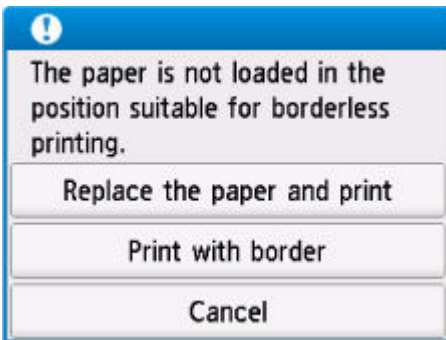 The paper is not loaded in the
position suitable for borderless
printing.
Replace the paper and print
Print with border
Cancel